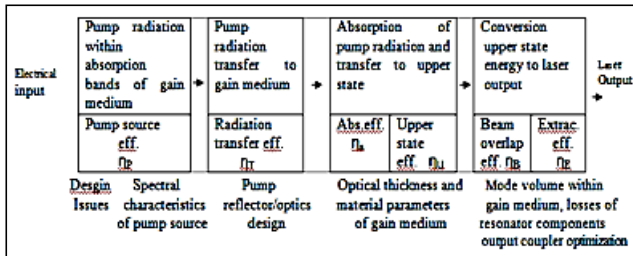 Pump radiation
within
absorption
bands of gain
medium
Pump
radiation
transfer to
gain medium
Absorption of
pump radiation and
transfer to upper
state
Conversion
upper state
energy to laser
output
Electrical
input
Laser
Output
Pump source
eff.
ηP
Radiation
transfer eff.
ηT
Abs.eff.
ηa
Upper
state
eff. ηu
Beam
overlap
eff. ηB
Extrac.
eff.
ηE
Desgin
Issues
Spectral
characteristics
of pump source
Pump
reflector/optics
design
Optical thickness and
material parameters
of gain medium
Mode volume within
gain medium, losses of
resonator components
output coupler optimization